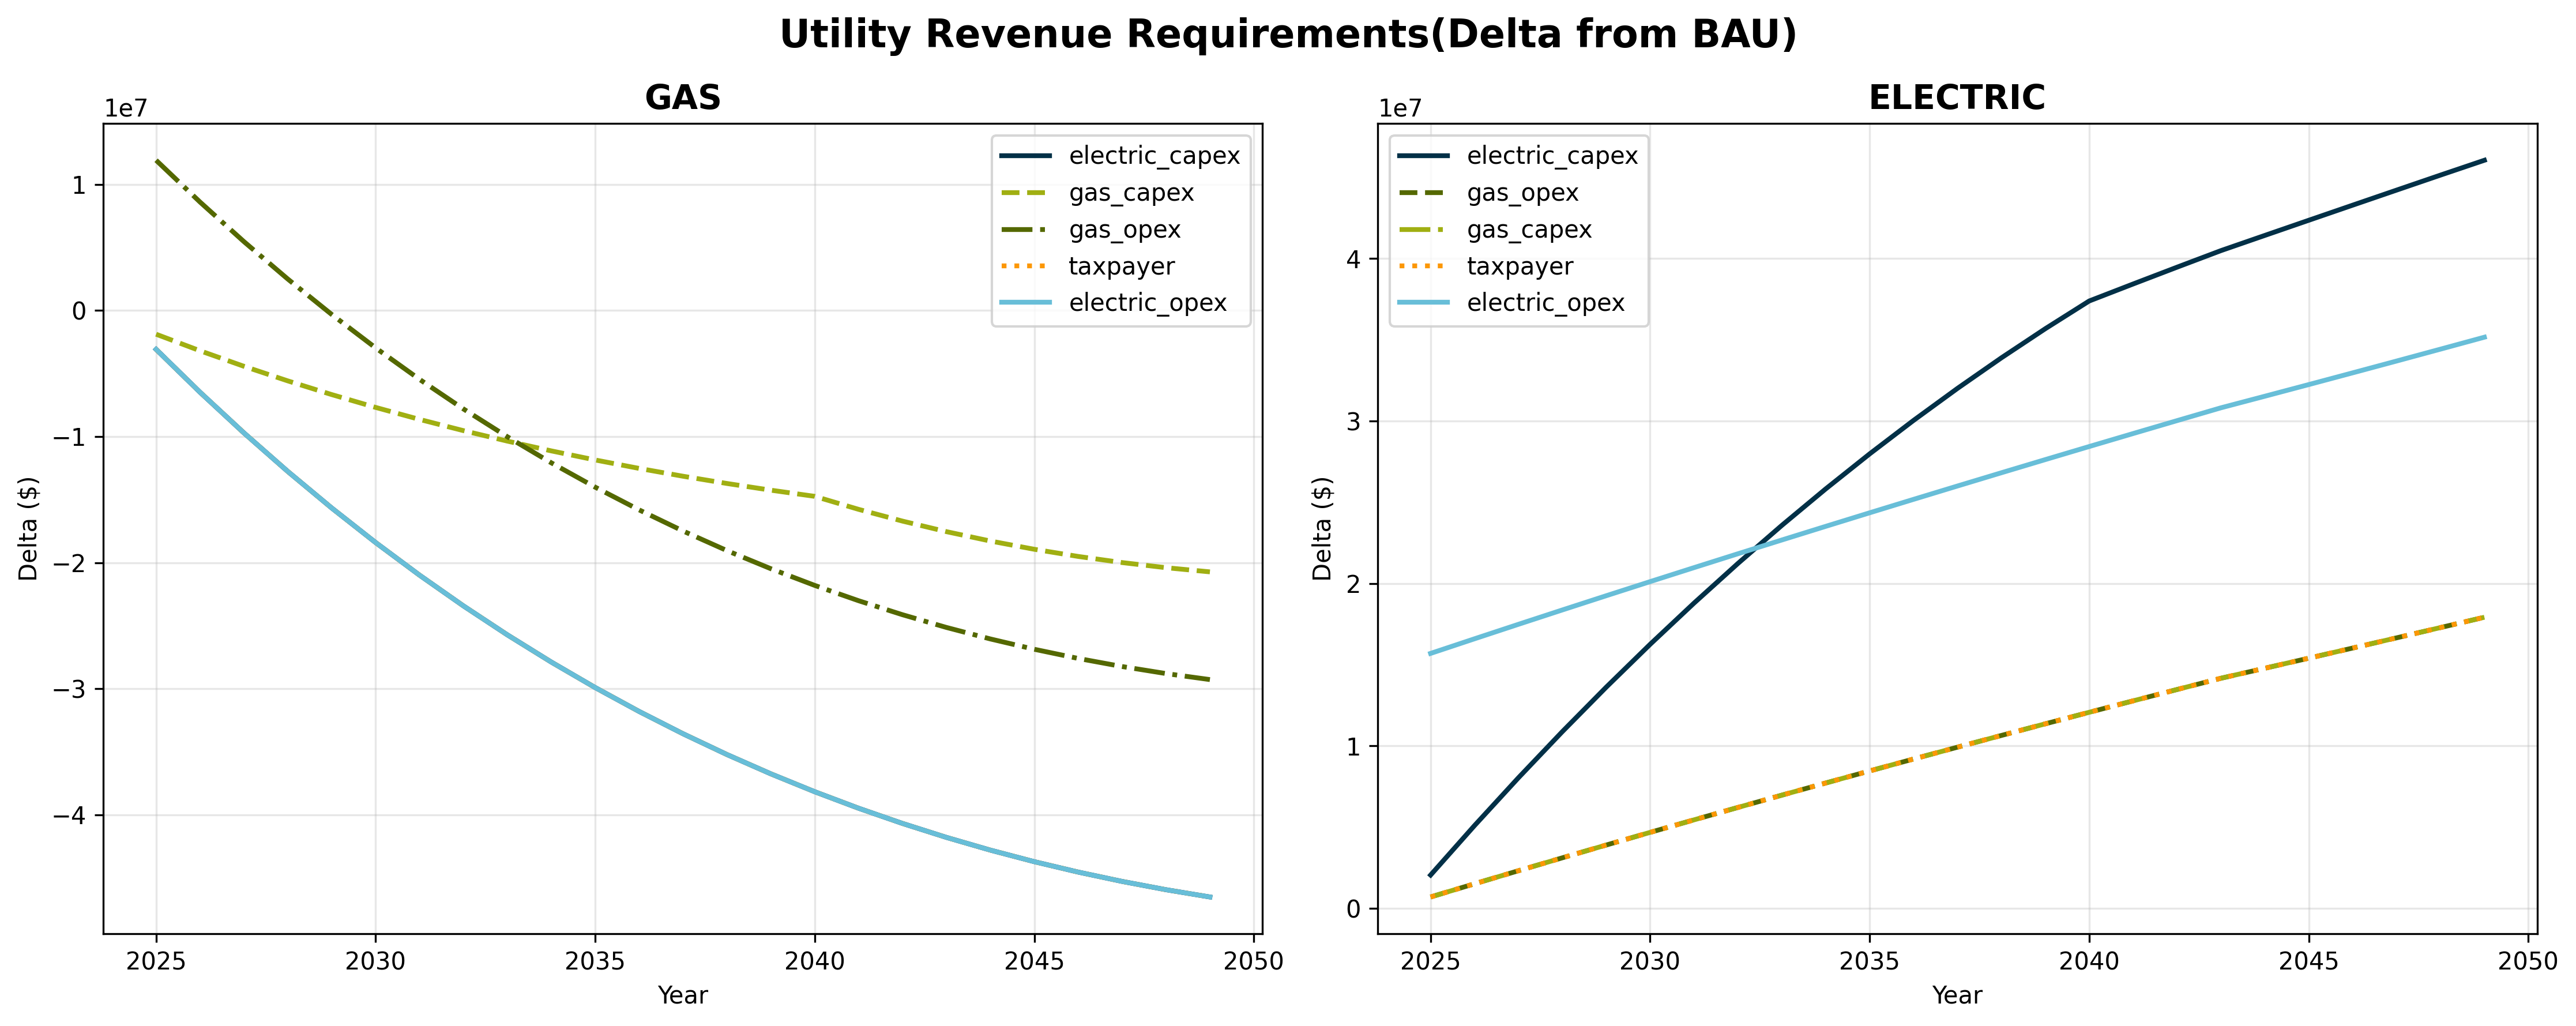 Utility Revenue Requirements(Delta from BAU)
GAS
1e7
1
0
−1
−2
−3
−4
Delta ($)
2025 2030 2035 2040 2045 2050
Year
electric_capex
gas_capex
gas_opex
taxpayer
electric_opex
ELECTRIC
1e7
4
3
2
1
0
Delta ($)
2025 2030 2035 2040 2045 2050
Year
electric_capex
gas_opex
gas_capex
taxpayer
electric_opex